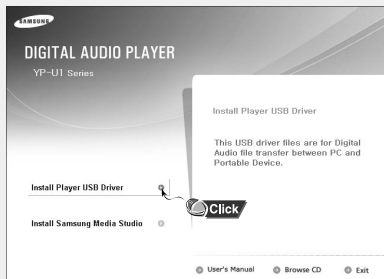 SAMSUNG
DIGITAL AUDIO PLAYER
YP-U1 Series
Install Player USB Driver
This USB driver files are for Digital
Audio file transfer between PC and
Portable Device.
Install Player USB Driver
Click
Install Samsung Media Studio
User's Manual Browse CD Exit